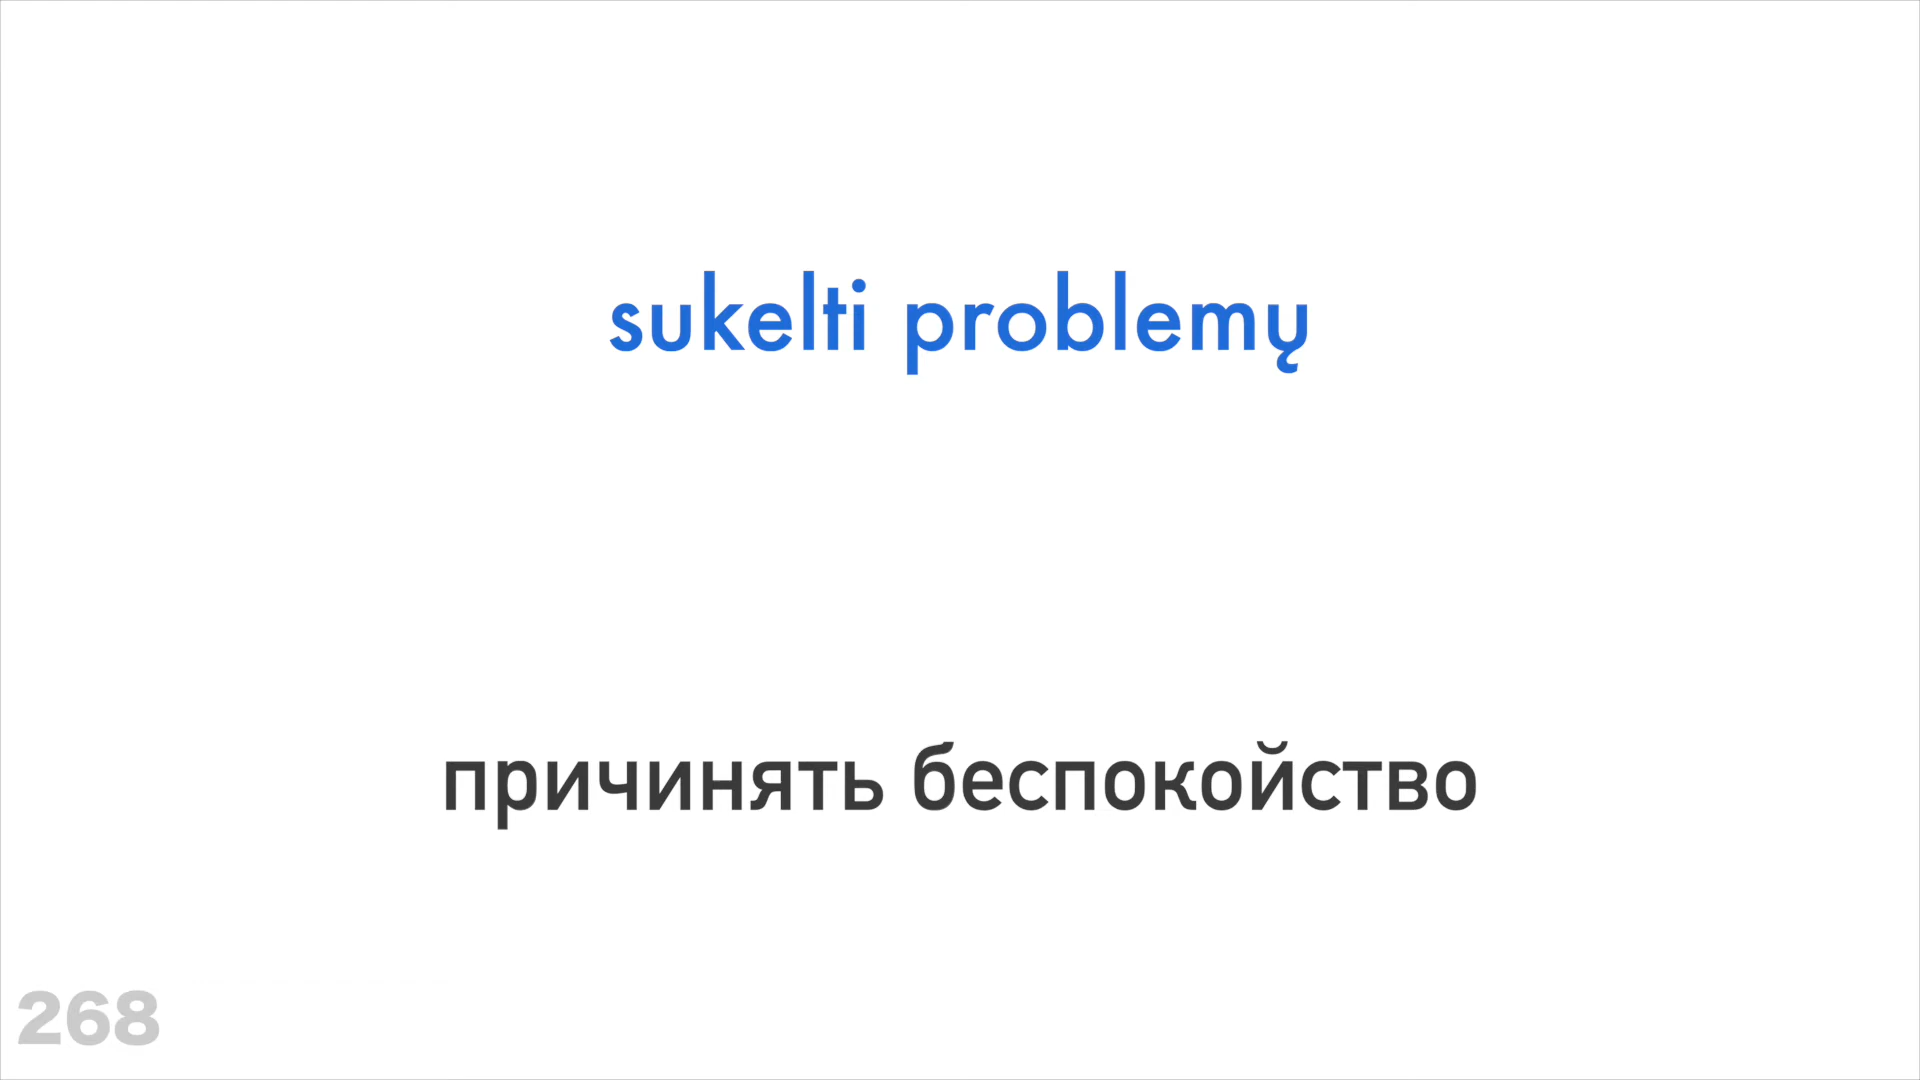 sukelti problemų
причинять беспокойство
268